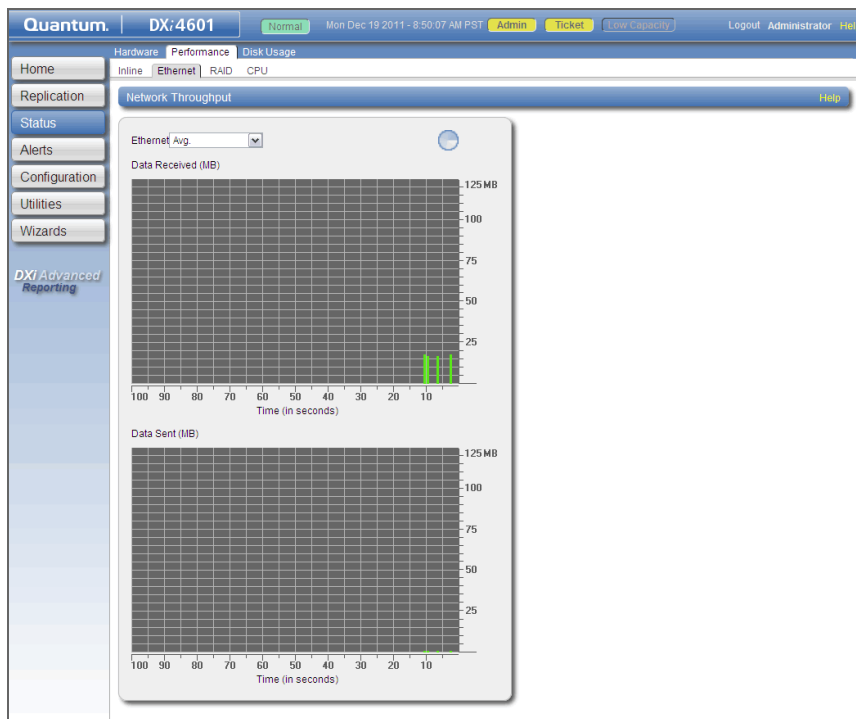 Quantum. DXi4601 Normal Mon Dec 19 2011 - 8:50:07 AM PST Admin Ticket Low Capacity Logout Administrator Hel
Hardware Performance Disk Usage
Inline Ethernet RAID CPU
Home
Replication
Status
Alerts
Configuration
Utilities
Wizards
DXi Advanced
Reporting
Network Throughput Help
Ethernet Avg.
Data Received (MB)
125 MB
100
75
50
25
100 90 80 70 60 50 40 30 20 10
Time (in seconds)
Data Sent (MB)
125 MB
100
75
50
25
100 90 80 70 60 50 40 30 20 10
Time (in seconds)